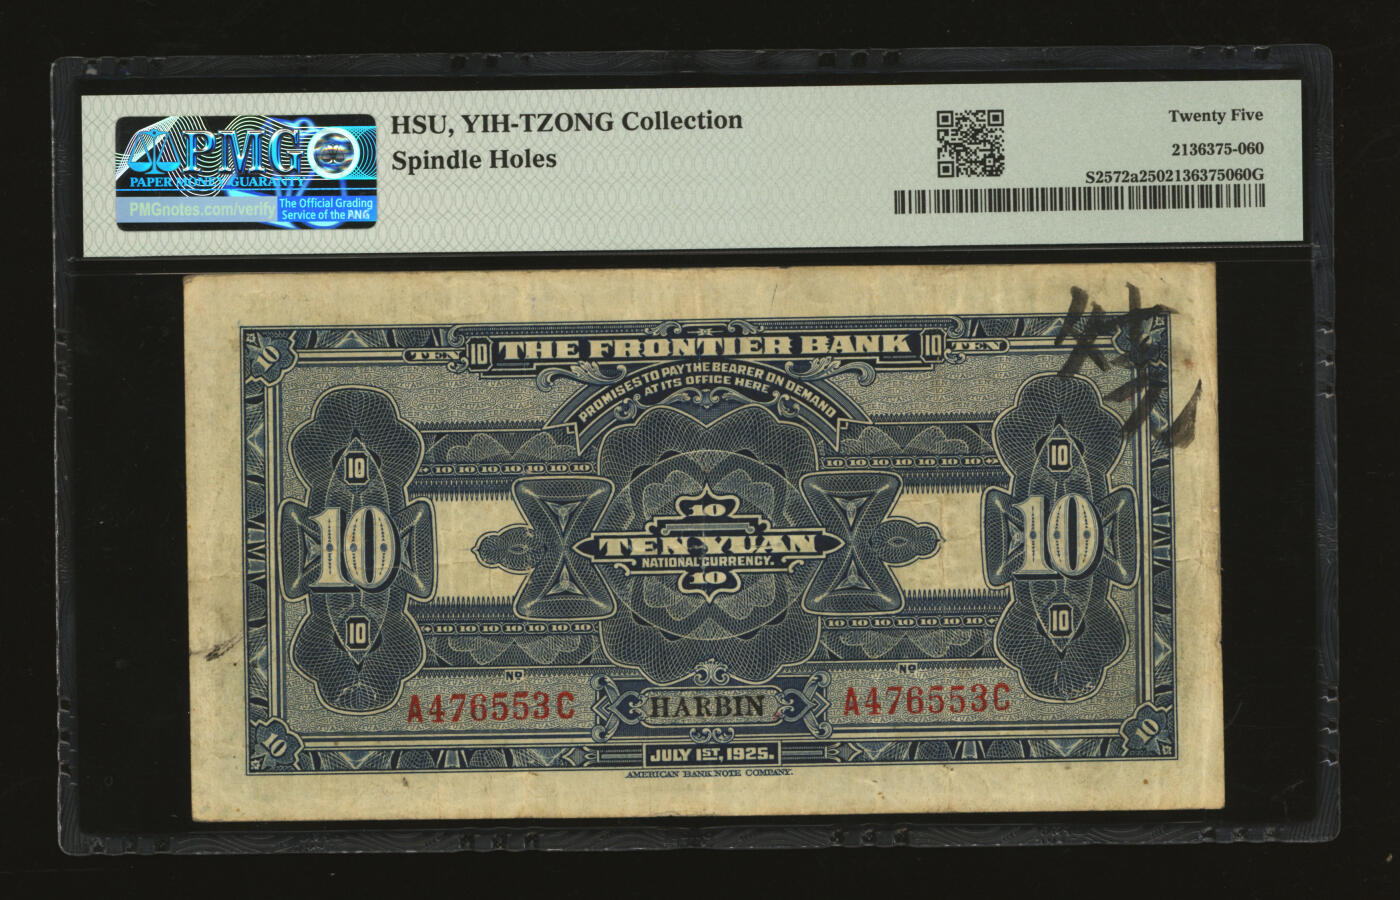 PMG
PAPER MONEY GUARANTY
PMGnotes.com/verify
The Official Grading
Service of the ANA
HSU, YIH-TZONG Collection
Spindle Holes
Twenty Five
2136375-060
S2572a2502136375060G
10 TEN 10 THE FRONTIER BANK 10 TEN 10
PROMISES TO PAY THE BEARER ON DEMAND
AT ITS OFFICE HERE
10 10
10 10 10 10 10 10 10 10 10 10 10 10 10 10
10
10 TEN YUAN 10
NATIONAL CURRENCY.
10
10 10 10 10 10 10 10 10 10 10 10 10 10 10
10 10
No No
A476553C HARBIN A476553C
10 JULY 1ST, 1925. 10
AMERICAN BANK NOTE COMPANY.